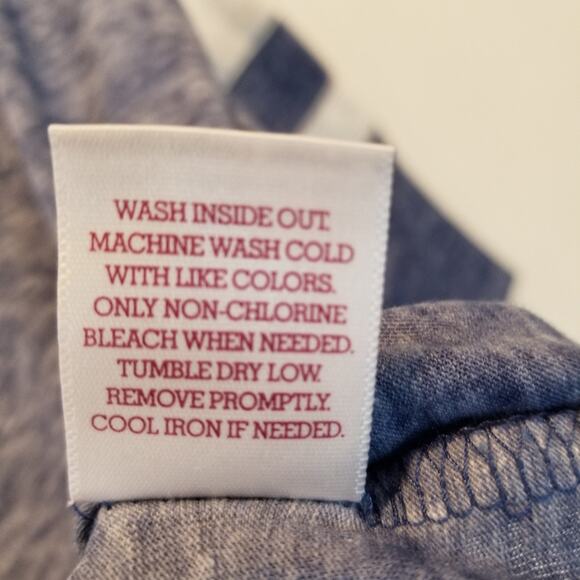 WASH INSIDE OUT.
MACHINE WASH COLD
WITH LIKE COLORS.
ONLY NON-CHLORINE
BLEACH WHEN NEEDED.
TUMBLE DRY LOW.
REMOVE PROMPTLY.
COOL IRON IF NEEDED.